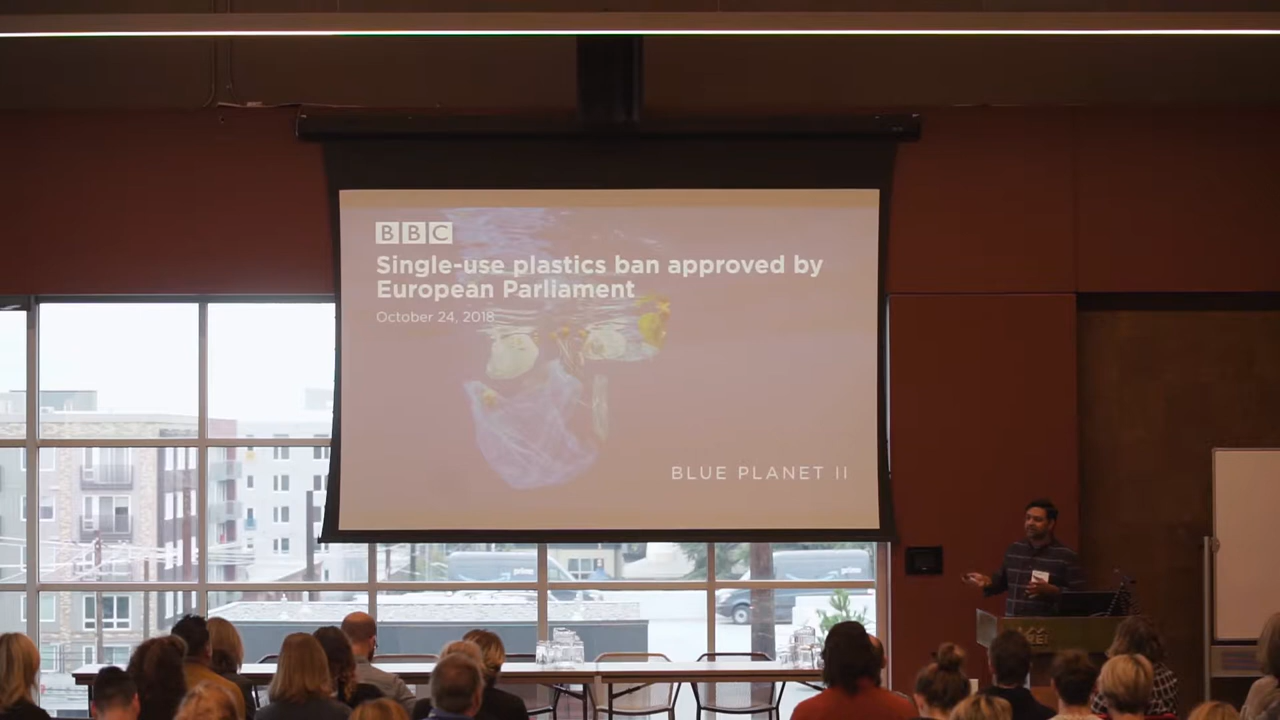 BBC
Single-use plastics ban approved by
European Parliament
October 24, 2018
BLUE PLANET II